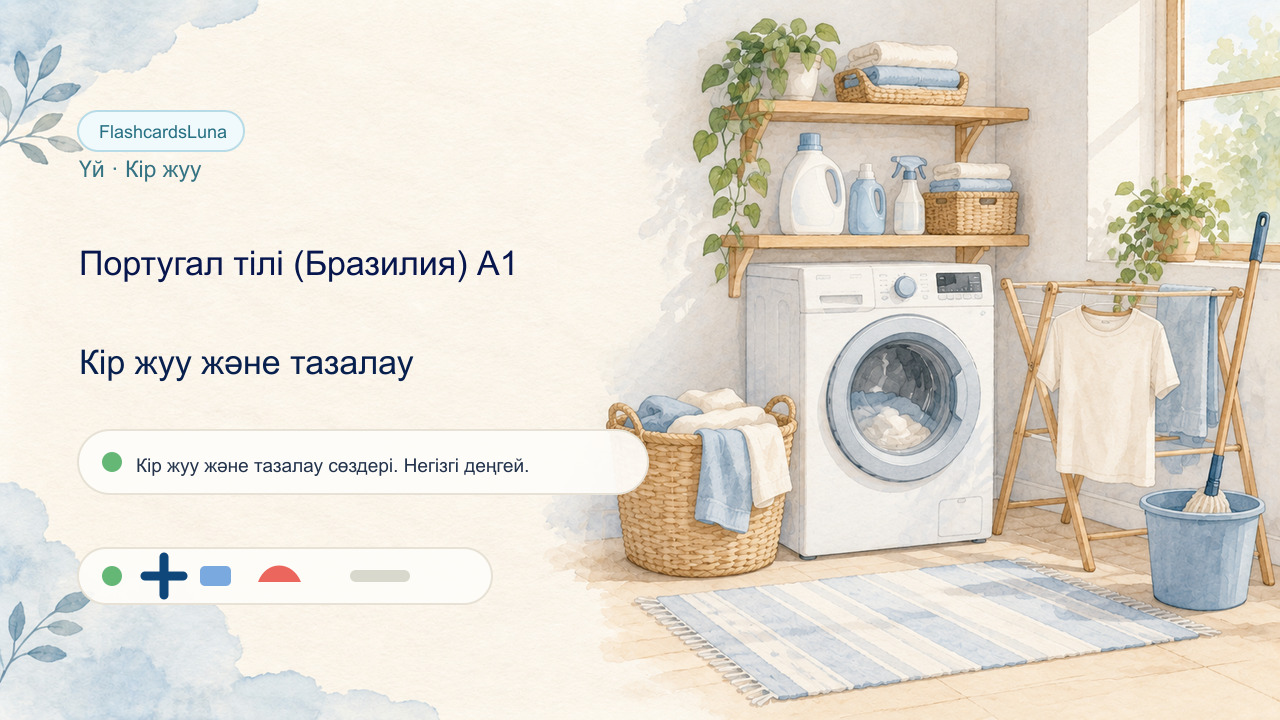 FlashcardsLuna
Үй · Кір жуу
Португал тілі (Бразилия) A1
Кір жуу және тазалау
Кір жуу және тазалау сөздері. Негізгі деңгей.